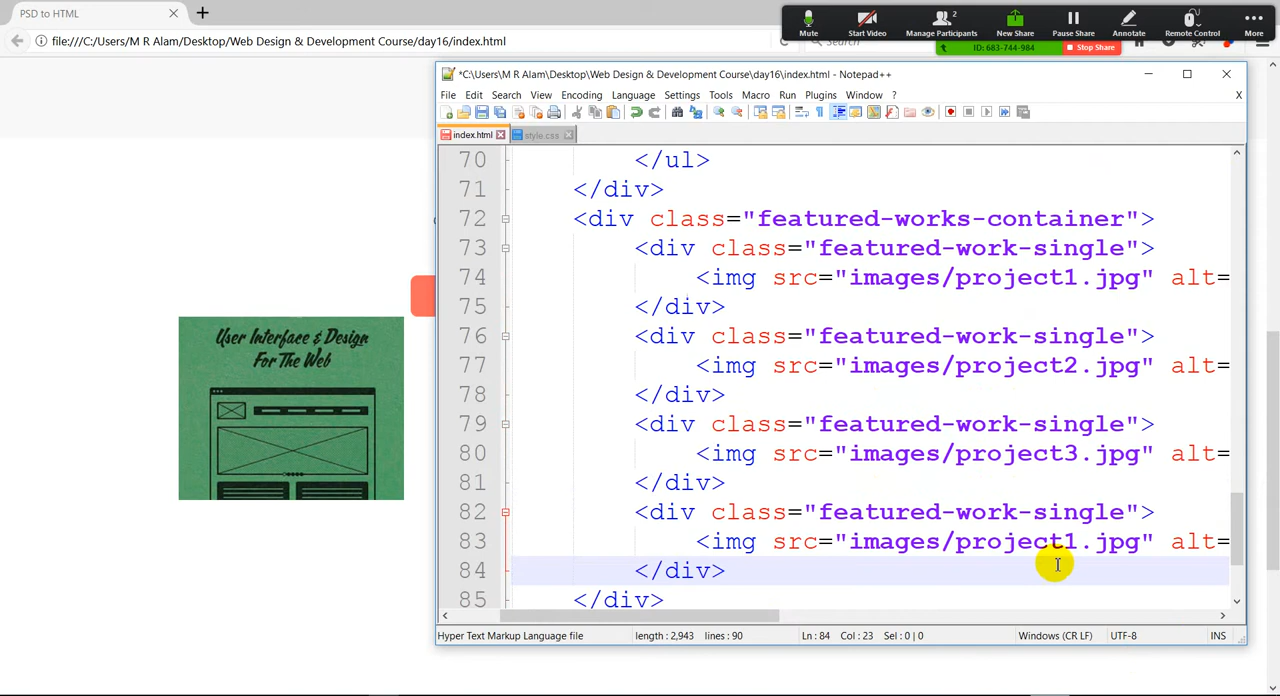 PSD to HTML
Mute
Start Video
2
Manage Participants
New Share
Pause Share
Annotate
Remote Control
More
file:///C:/Users/M R Alam/Desktop/Web Design & Development Course/day16/index.html
Search
ID: 683-744-984
Stop Share
*C:\Users\M R Alam\Desktop\Web Design & Development Course\day16\index.html - Notepad++
File Edit Search View Encoding Language Settings Tools Macro Run Plugins Window ? X
index.html style.css
70 </ul>
71 </div>
72 <div class="featured-works-container">
73 <div class="featured-work-single">
74 <img src="images/project1.jpg" alt=
75 </div>
76 <div class="featured-work-single">
77 <img src="images/project2.jpg" alt=
78 </div>
79 <div class="featured-work-single">
80 <img src="images/project3.jpg" alt=
81 </div>
82 <div class="featured-work-single">
83 <img src="images/project1.jpg" alt=
84 </div>
85 </div>
Hyper Text Markup Language file length : 2,943 lines : 90 Ln : 84 Col : 23 Sel : 0 | 0 Windows (CR LF) UTF-8 INS
User Interface & Design
For The Web